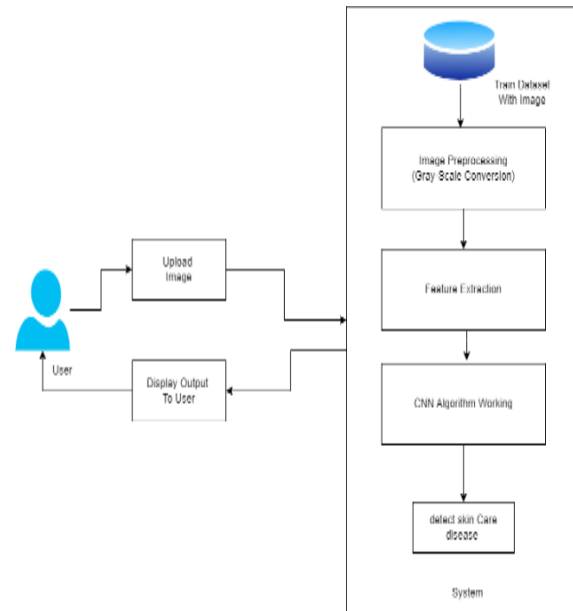 Train Dataset
With Image
Image Preprocessing
(Gray-Scale Conversion)
Upload
Image
Feature Extraction
User
Display Output
To User
CNN Algorithm Working
detect skin Care
disease
System